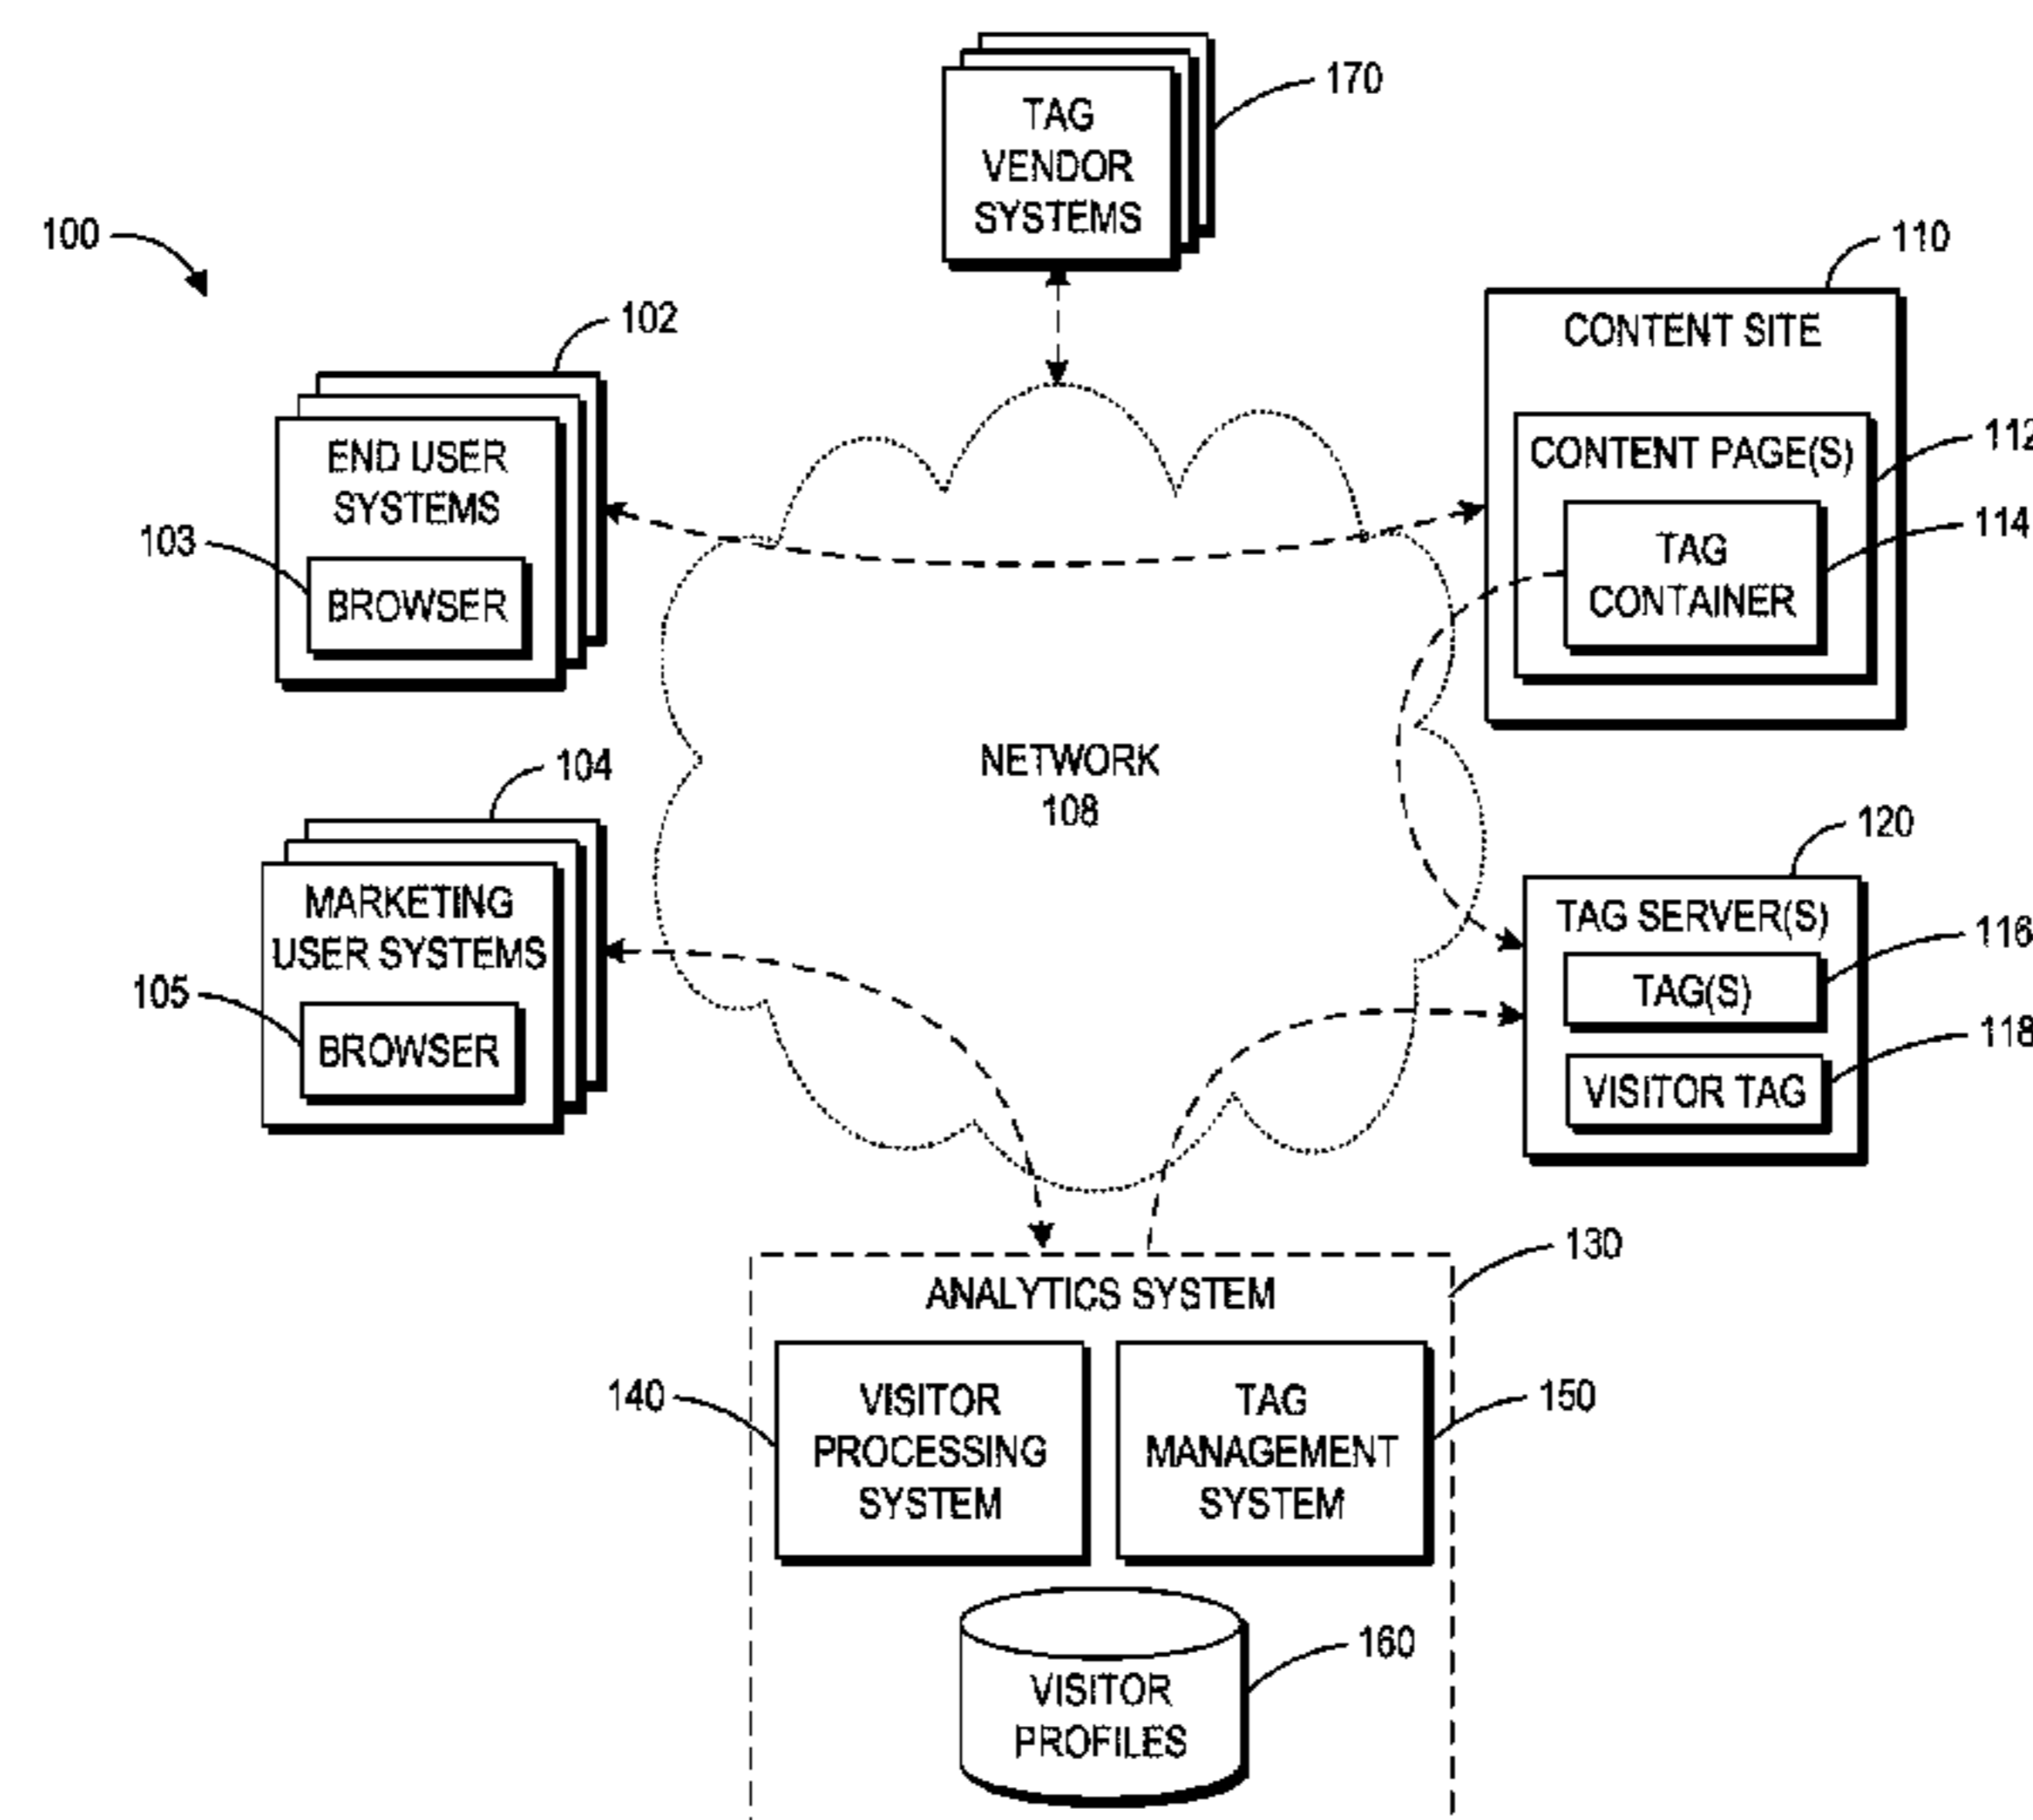 170
TAG
VENDOR
SYSTEMS
100
110
CONTENT SITE
102
END USER
SYSTEMS
112
CONTENT PAGE(S)
103
BROWSER
114
TAG
CONTAINER
NETWORK
108
104
MARKETING
USER SYSTEMS
105
BROWSER
120
TAG SERVER(S)
116
TAG(S)
118
VISITOR TAG
130
ANALYTICS SYSTEM
140
VISITOR
PROCESSING
SYSTEM
150
TAG
MANAGEMENT
SYSTEM
160
VISITOR
PROFILES